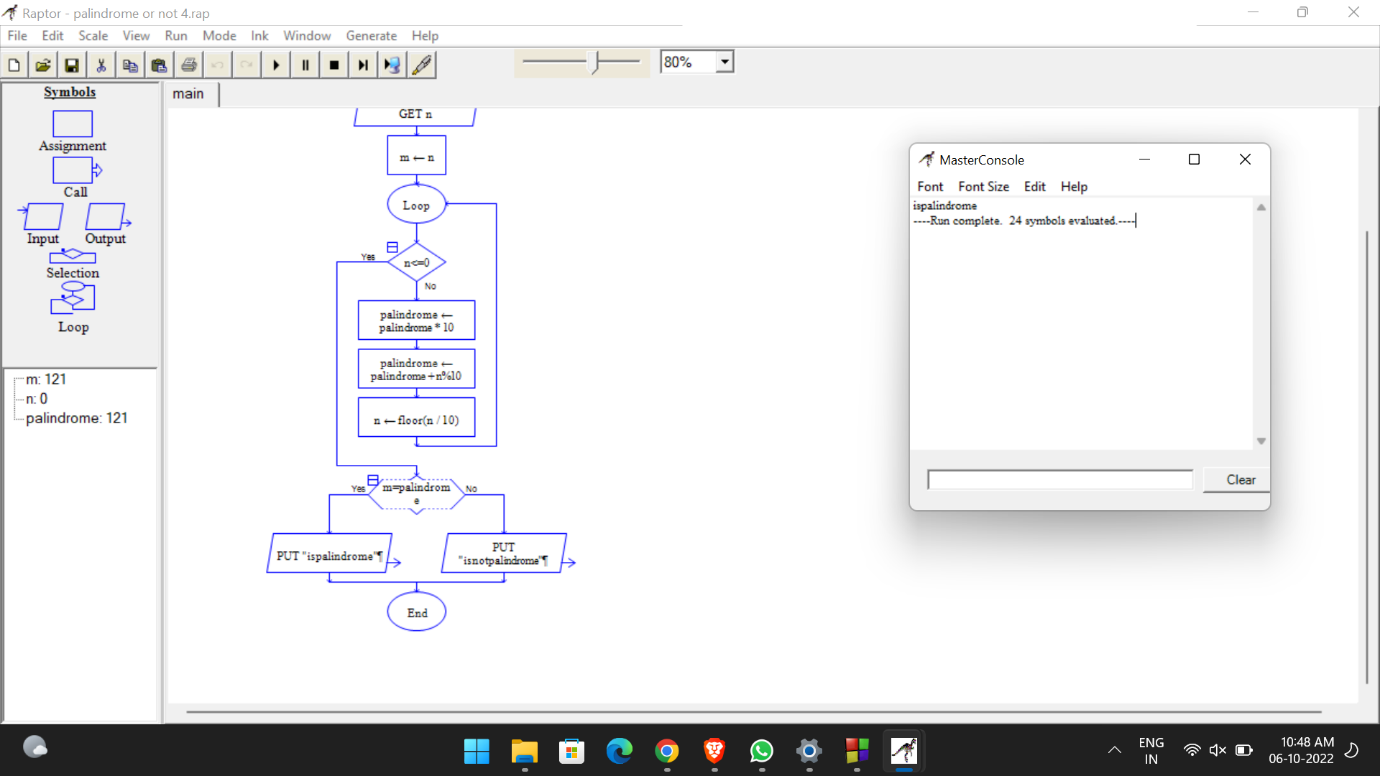 Raptor - palindrome or not 4.rap
File Edit Scale View Run Mode Ink Window Generate Help
80%
Symbols
Assignment
Call
Input Output
Selection
Loop
m: 121
n: 0
palindrome: 121
main
GET n
m ← n
Loop
Yes
n<=0
No
palindrome ←
palindrome * 10
palindrome ←
palindrome+n%10
n ← floor(n / 10)
Yes
m=palindrom
e
No
PUT "ispalindrome"¶
PUT
"isnotpalindrome"¶
End
MasterConsole
Font Font Size Edit Help
ispalindrome
----Run complete. 24 symbols evaluated.----
Clear
ENG
IN
10:48 AM
06-10-2022